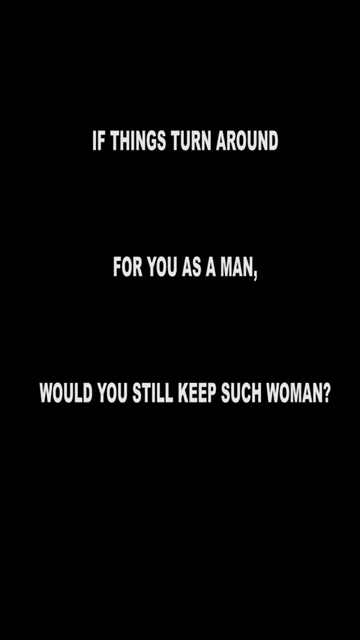 IF THINGS TURN AROUND
FOR YOU AS A MAN,
WOULD YOU STILL KEEP SUCH WOMAN?